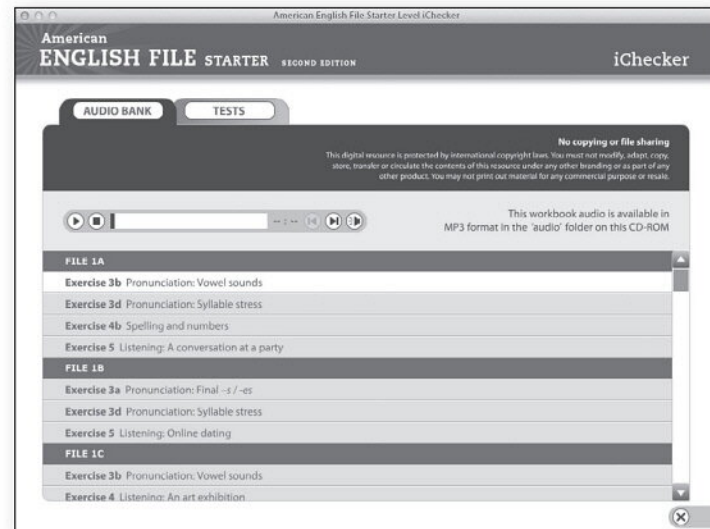 American English File Starter Level iChecker
American
ENGLISH FILE STARTER SECOND EDITION
iChecker
AUDIO BANK
TESTS
No copying or file sharing
This digital resource is protected by international copyright laws. You must not modify, adapt, copy,
store, transfer or circulate the contents of this resource under any other branding or as part of any
other product. You may not print out material for any commercial purpose or resale.
-- : --
This workbook audio is available in
MP3 format in the 'audio' folder on this CD-ROM
FILE 1A
Exercise 3b Pronunciation: Vowel sounds
Exercise 3d Pronunciation: Syllable stress
Exercise 4b Spelling and numbers
Exercise 5 Listening: A conversation at a party
FILE 1B
Exercise 3a Pronunciation: Final -s / -es
Exercise 3d Pronunciation: Syllable stress
Exercise 5 Listening: Online dating
FILE 1C
Exercise 3b Pronunciation: Vowel sounds
Exercise 4 Listening: An art exhibition